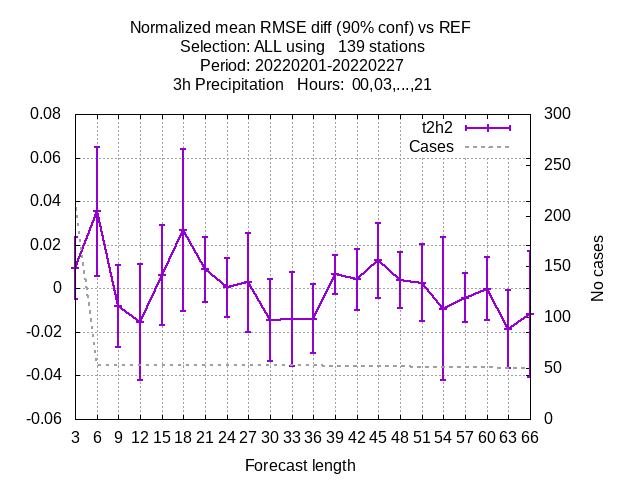 Normalized mean RMSE diff (90% conf) vs REF
Selection: ALL using   139 stations
Period: 20220201-20220227
3h Precipitation   Hours:  00,03,...,21
0.08
0.06
0.04
0.02
0
-0.02
-0.04
-0.06
t2h2
Cases
300
250
200
150
100
50
0
No cases
3 6 9 12 15 18 21 24 27 30 33 36 39 42 45 48 51 54 57 60 63 66
Forecast length